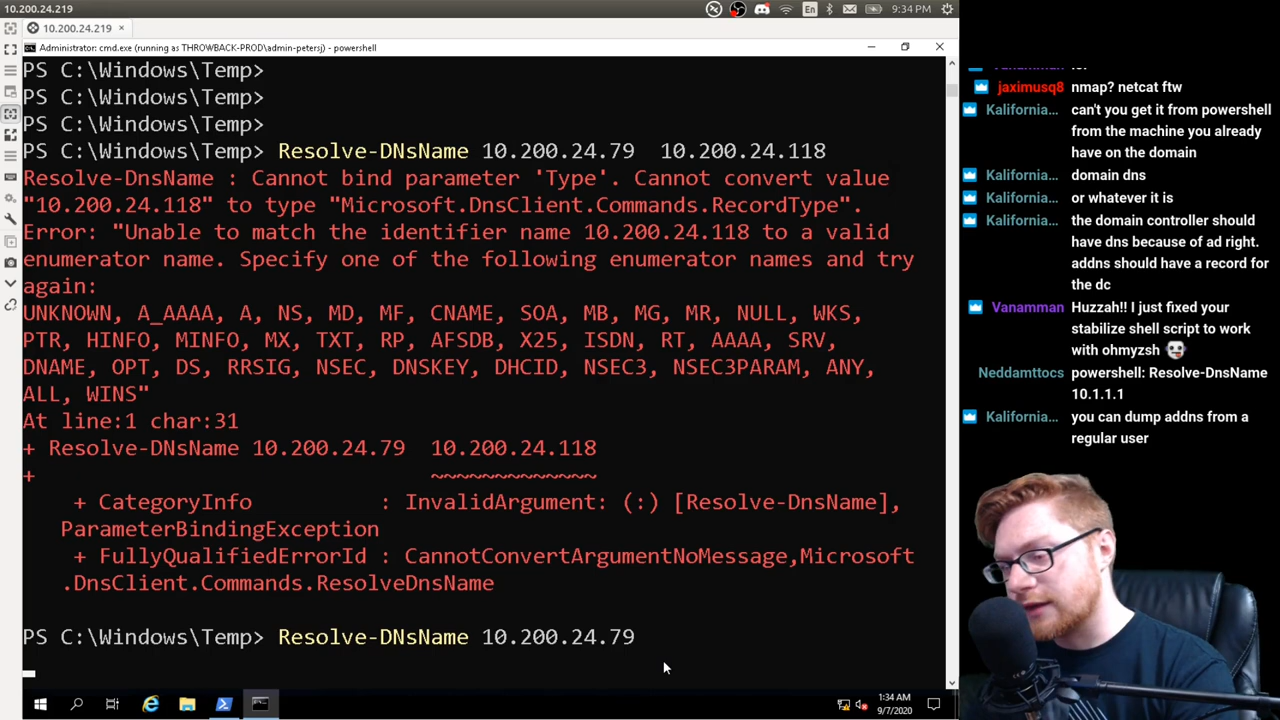 10.200.24.219
En
9:34 PM
10.200.24.219 ×
Administrator: cmd.exe (running as THROWBACK-PROD\admin-petersj) - powershell
PS C:\Windows\Temp>
PS C:\Windows\Temp>
PS C:\Windows\Temp>
PS C:\Windows\Temp> Resolve-DNsName 10.200.24.79  10.200.24.118
Resolve-DnsName : Cannot bind parameter 'Type'. Cannot convert value
"10.200.24.118" to type "Microsoft.DnsClient.Commands.RecordType".
Error: "Unable to match the identifier name 10.200.24.118 to a valid
enumerator name. Specify one of the following enumerator names and try
again:
UNKNOWN, A_AAAA, A, NS, MD, MF, CNAME, SOA, MB, MG, MR, NULL, WKS,
PTR, HINFO, MINFO, MX, TXT, RP, AFSDB, X25, ISDN, RT, AAAA, SRV,
DNAME, OPT, DS, RRSIG, NSEC, DNSKEY, DHCID, NSEC3, NSEC3PARAM, ANY,
ALL, WINS"
At line:1 char:31
+ Resolve-DNsName 10.200.24.79  10.200.24.118
+                               ~~~~~~~~~~~~~
    + CategoryInfo          : InvalidArgument: (:) [Resolve-DnsName],
   ParameterBindingException
    + FullyQualifiedErrorId : CannotConvertArgumentNoMessage,Microsoft
   .DnsClient.Commands.ResolveDnsName
PS C:\Windows\Temp> Resolve-DNsName 10.200.24.79
1:34 AM
9/7/2020
jaximusq8 nmap? netcat ftw
Kalifornia... can't you get it from powershell
from the machine you already
have on the domain
Kalifornia... domain dns
Kalifornia... or whatever it is
Kalifornia... the domain controller should
have dns because of ad right.
addns should have a record for
the dc
Vanamman Huzzah!! I just fixed your
stabilize shell script to work
with ohmyzsh
Neddamttocs powershell: Resolve-DnsName
10.1.1.1
Kalifornia... you can dump addns from a
regular user